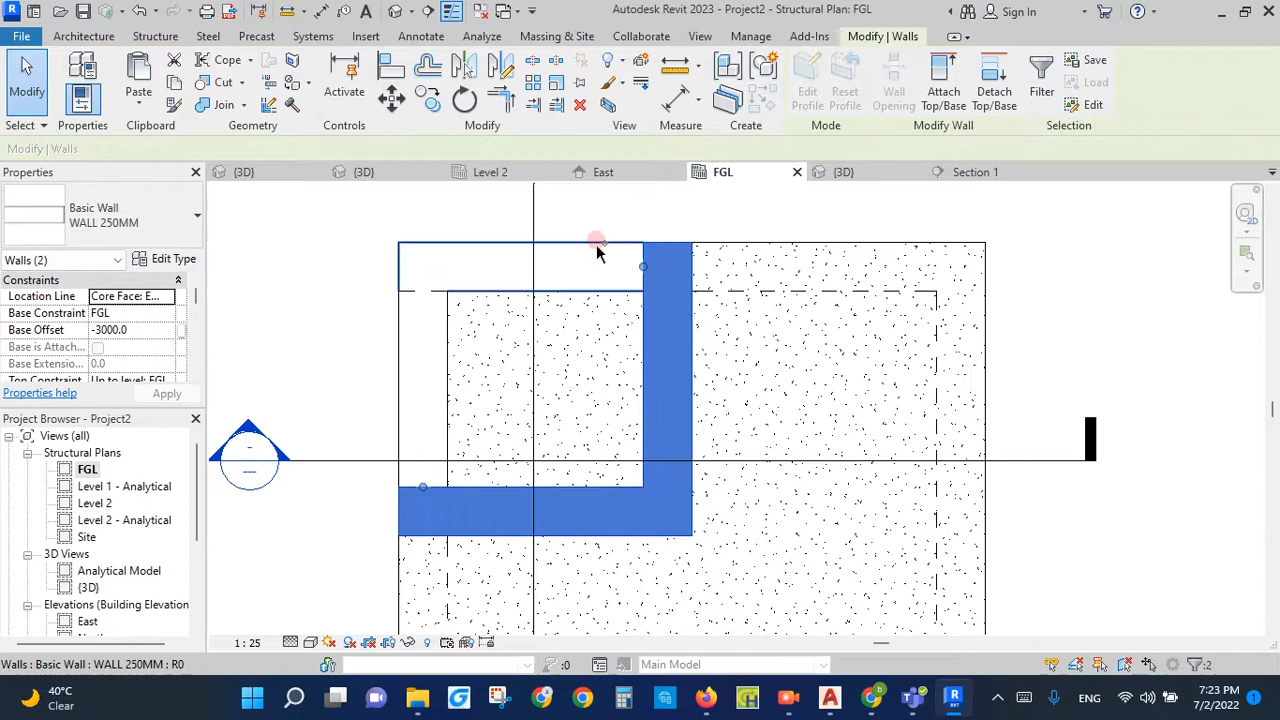 Autodesk Revit 2023 - Project2 - Structural Plan: FGL
Sign In
File Architecture Structure Steel Precast Systems Insert Annotate Analyze Massing & Site Collaborate View Manage Add-Ins Modify | Walls
Modify
Select
Properties
Paste
Clipboard
Cope
Cut
Join
Geometry
Activate
Controls
Modify
View
Measure
Create
Edit Profile
Reset Profile
Mode
Wall Opening
Attach Top/Base
Detach Top/Base
Modify Wall
Filter
Save
Load
Edit
Selection
Modify | Walls
Properties
{3D} {3D} Level 2 East FGL {3D} Section 1
Basic Wall
WALL 250MM
Walls (2) Edit Type
Constraints
Location Line Core Face: E...
Base Constraint FGL
Base Offset -3000.0
Base is Attach...
Base Extensio... 0.0
Top Constraint Up to level: FGL
Properties help Apply
Project Browser - Project2
Views (all)
Structural Plans
FGL
Level 1 - Analytical
Level 2
Level 2 - Analytical
Site
3D Views
Analytical Model
{3D}
Elevations (Building Elevation
East
1 : 25
Walls : Basic Wall : WALL 250MM : R0
:0
Main Model
:2
40°C
Clear
ENG
7:23 PM
7/2/2022